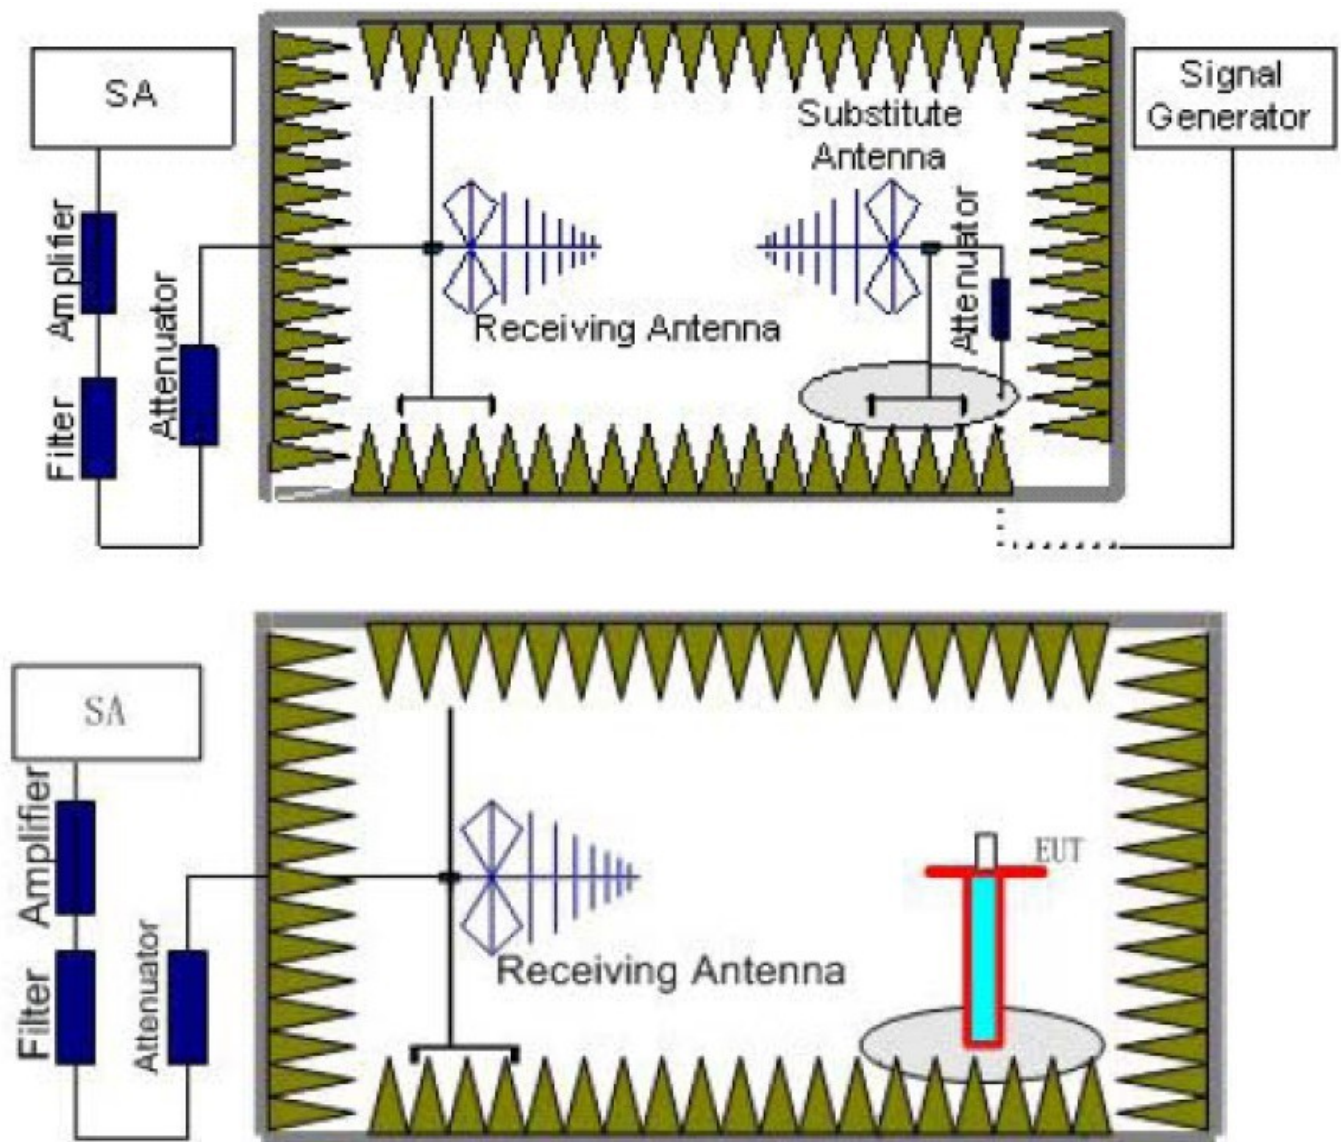 SA
Signal
Generator
Substitute
Antenna
Amplifier
Attenuator
Attenuator
Receiving Antenna
Filter
SA
Amplifier
EUT
Receiving Antenna
Filter
Attenuator